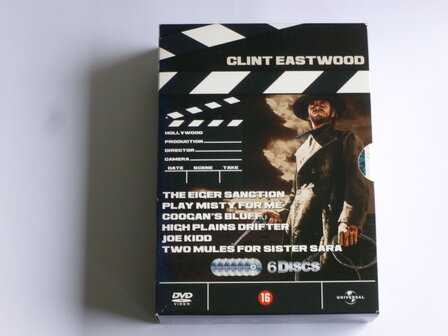 CLINT EASTWOOD
HOLLYWOOD
PRODUCTION
DIRECTOR
CAMERA
DATE SCENE TAKE
THE EIGER SANCTION
PLAY MISTY FOR ME
COOGAN'S BLUFF
HIGH PLAINS DRIFTER
JOE KIDD
TWO MULES FOR SISTER SARA
6 DISCS
DVD
VIDEO
16
UNIVERSAL